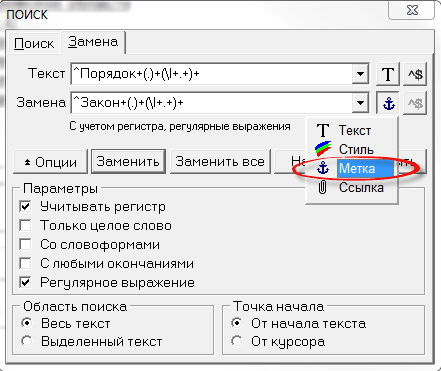 ПОИСК
Поиск Замена
Текст ^Порядок+(.)+(\I+.+)+ T ^$
Замена ^Закон+(.)+(\I+.+)+ ^$
С учетом регистра, регулярные выражения
Текст
Стиль
Метка
Ссылка
Опции Заменить Заменить все
Параметры
Учитывать регистр
Только целое слово
Со словоформами
С любыми окончаниями
Регулярное выражение
Область поиска Точка начала
Весь текст От начала текста
Выделенный текст От курсора